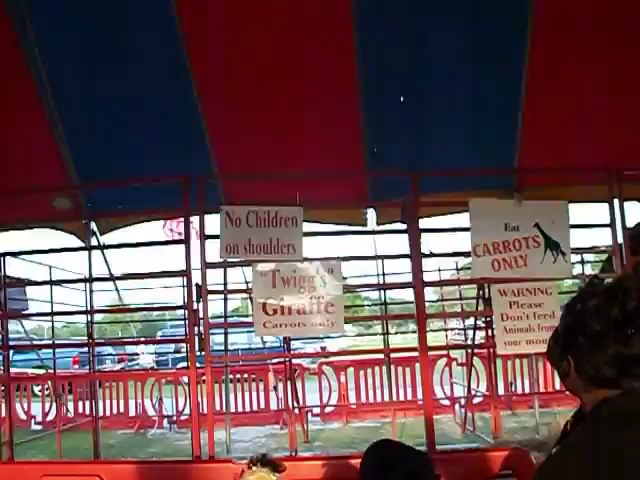 No Children
on shoulders
"Twigg's"
Giraffe
Carrots only
Eat
CARROTS
ONLY
WARNING
Please
Don't feed
Animals from
your mou